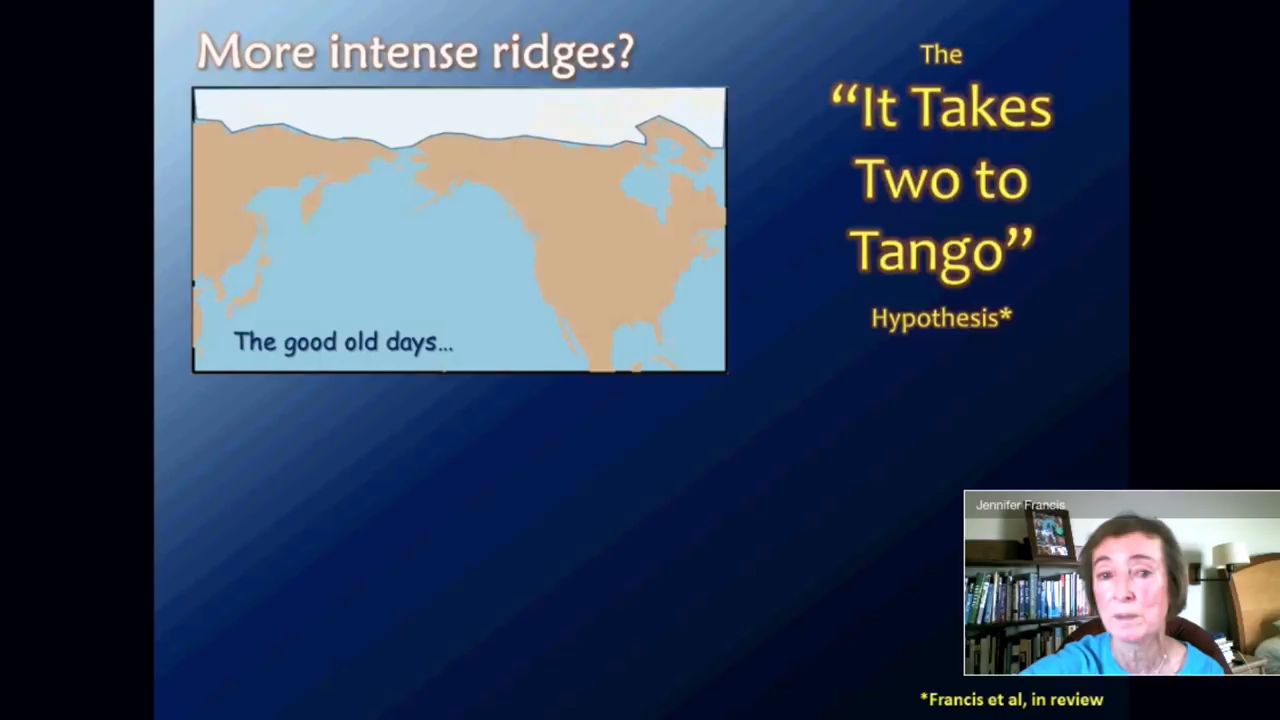 More intense ridges?
The good old days...
The
“It Takes
Two to
Tango”
Hypothesis*
Jennifer Francis
*Francis et al, in review